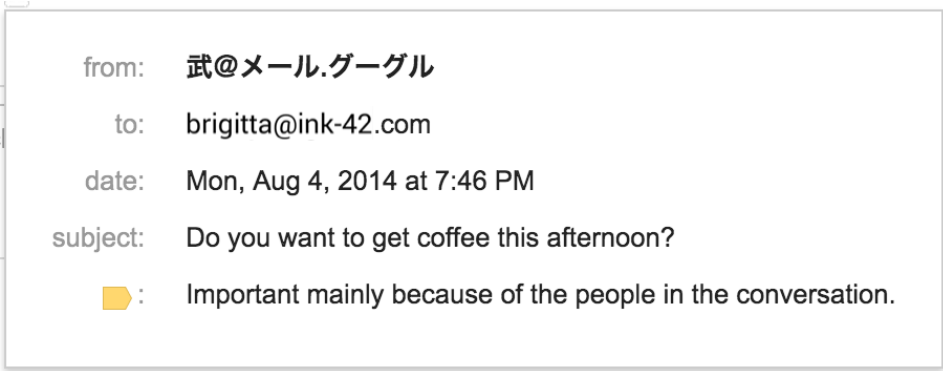 from: 武@メール.グーグル
to: brigitta@ink-42.com
date: Mon, Aug 4, 2014 at 7:46 PM
subject: Do you want to get coffee this afternoon?
: Important mainly because of the people in the conversation.